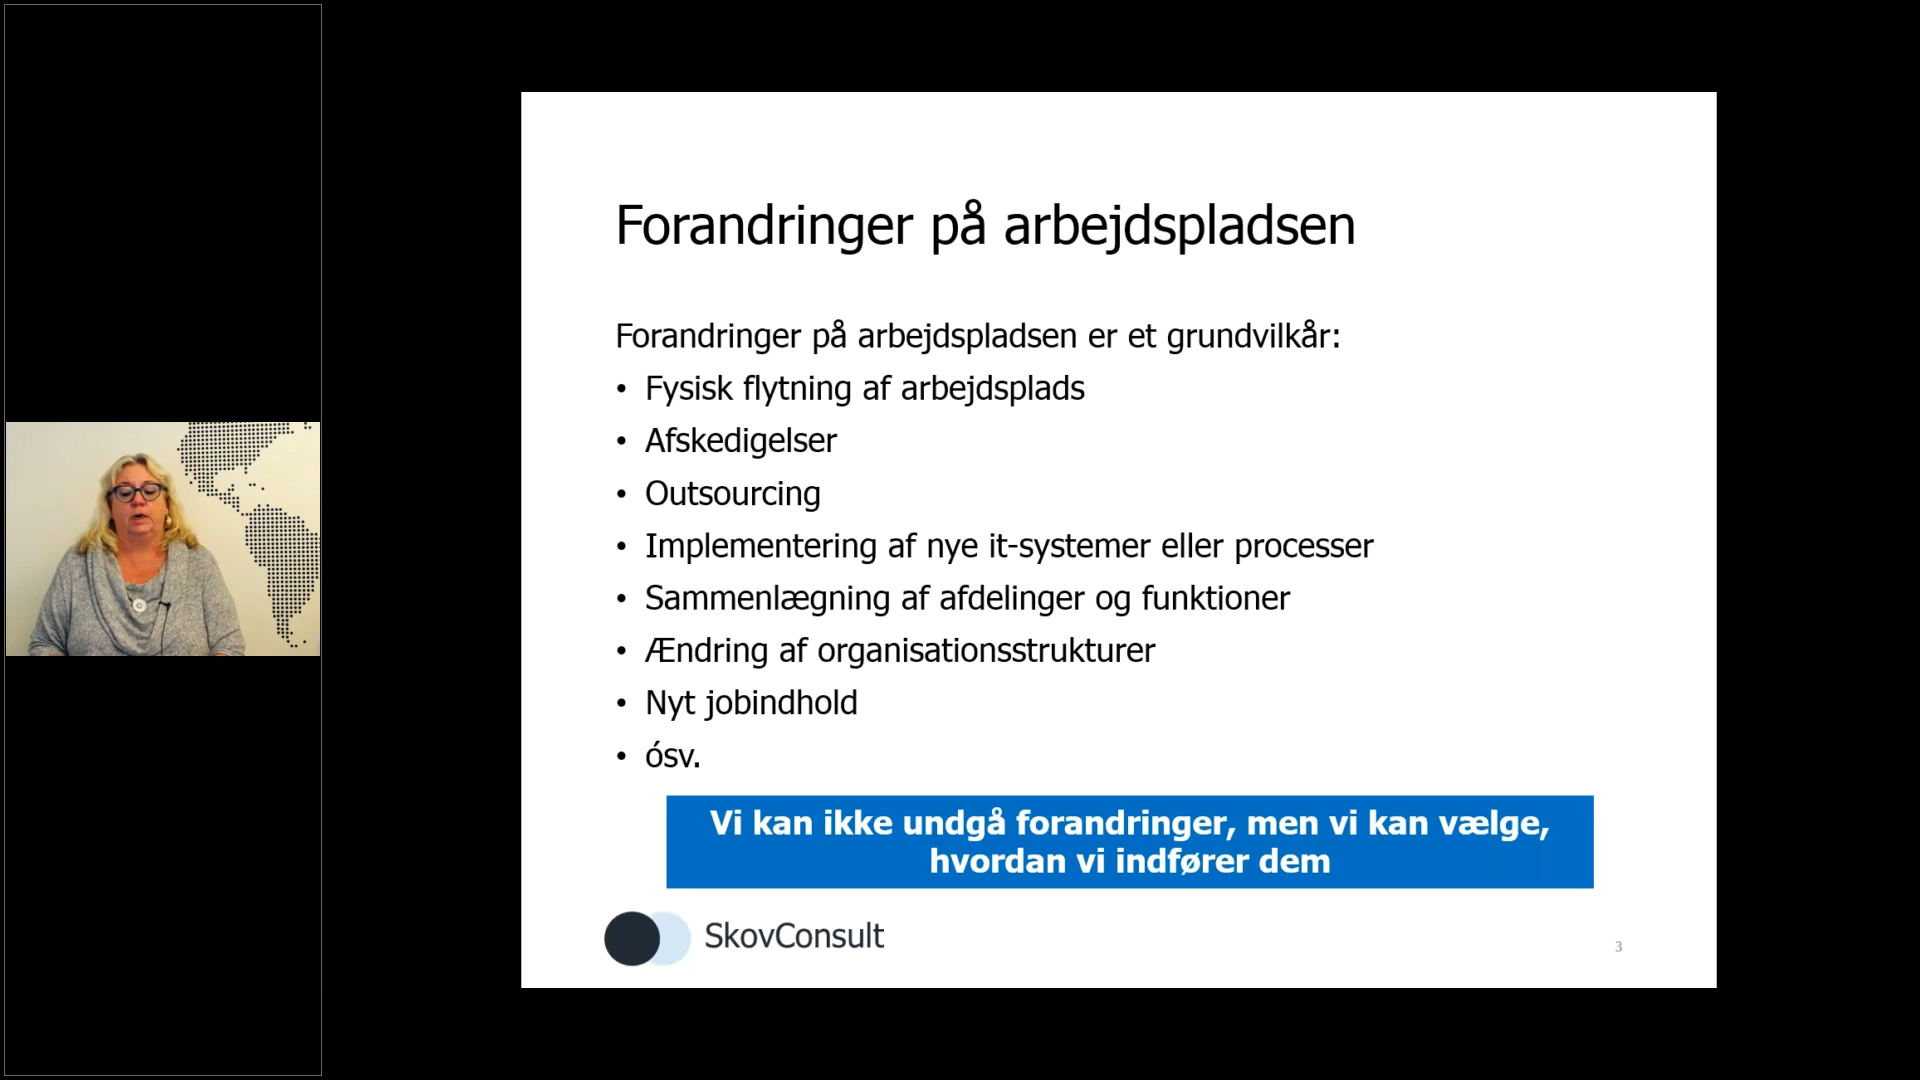 Forandringer på arbejdspladsen
Forandringer på arbejdspladsen er et grundvilkår:
• Fysisk flytning af arbejdsplads
• Afskedigelser
• Outsourcing
• Implementering af nye it-systemer eller processer
• Sammenlægning af afdelinger og funktioner
• Ændring af organisationsstrukturer
• Nyt jobindhold
• ósv.
Vi kan ikke undgå forandringer, men vi kan vælge,
hvordan vi indfører dem
SkovConsult
3